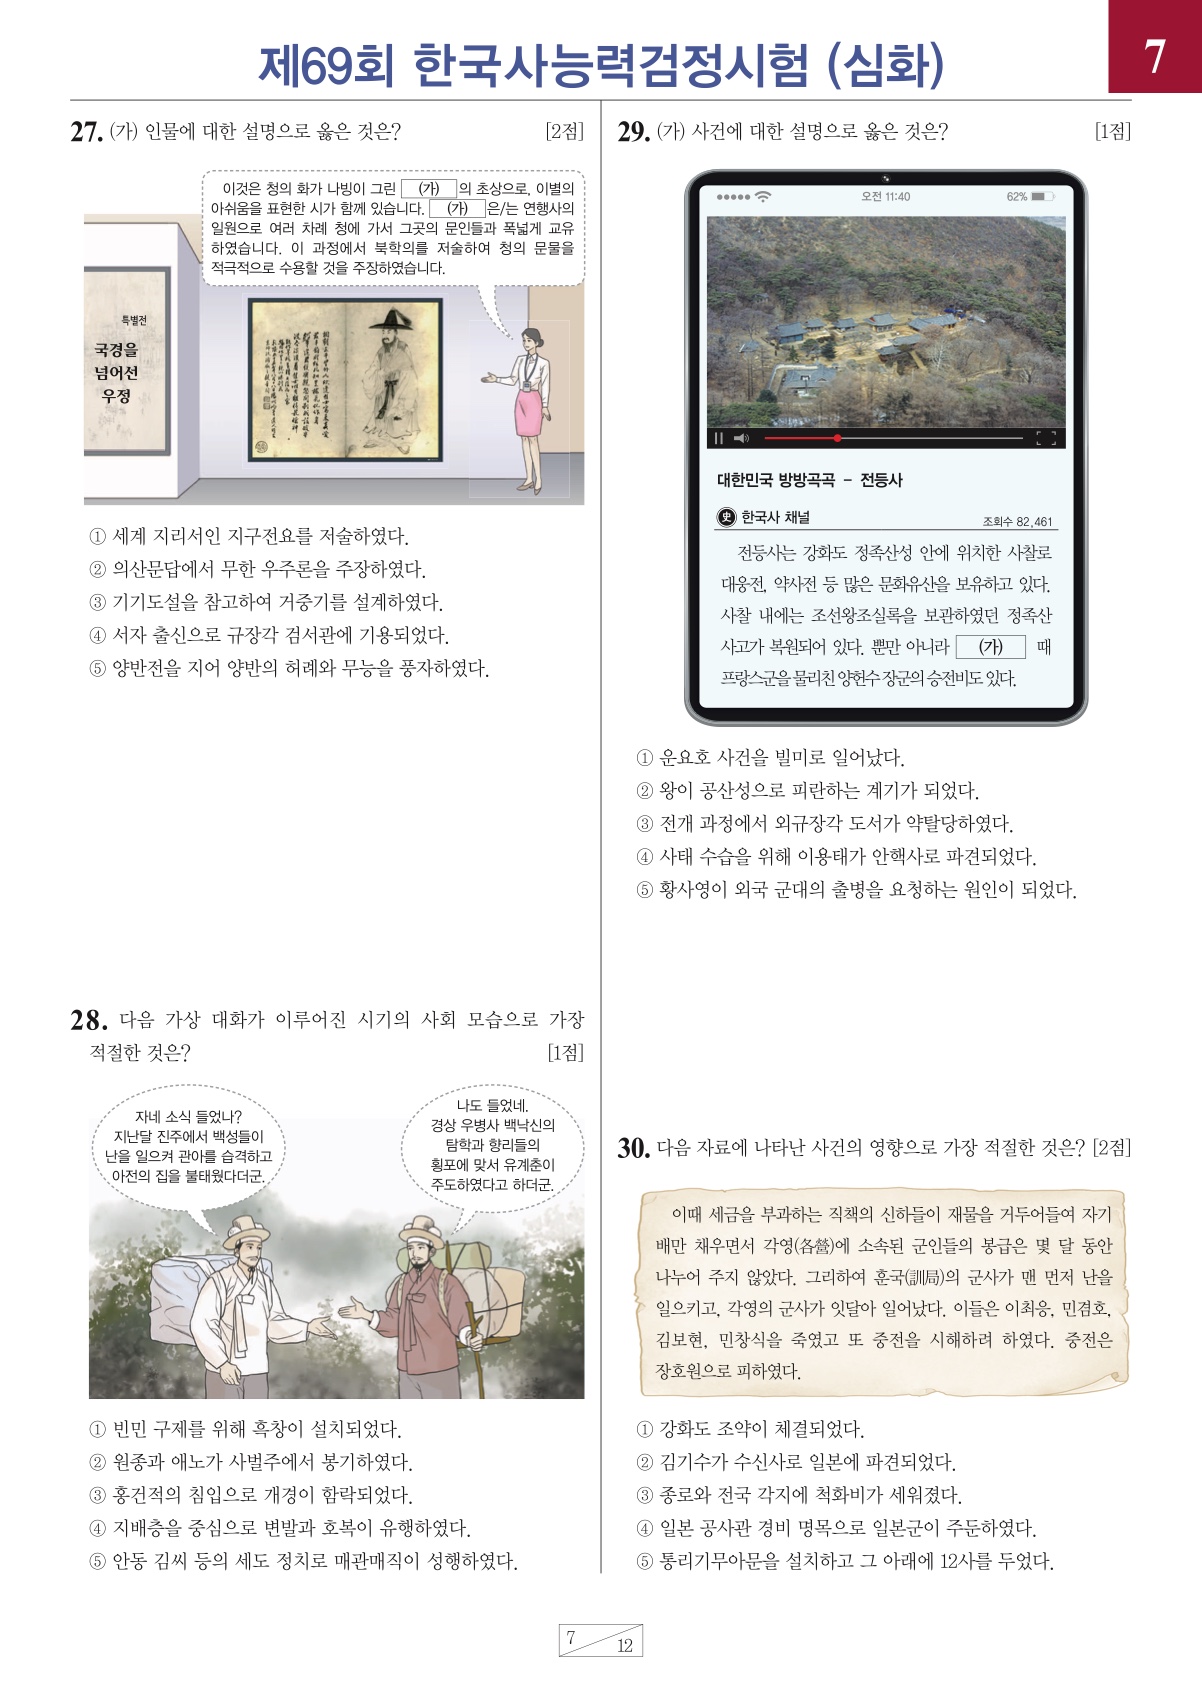 제69회 한국사능력검정시험 (심화)
7
27. (가) 인물에 대한 설명으로 옳은 것은? [2점]
이것은 청의 화가 나빙이 그린 (가) 의 초상으로, 이별의
아쉬움을 표현한 시가 함께 있습니다. (가) 은/는 연행사의
일원으로 여러 차례 청에 가서 그곳의 문인들과 폭넓게 교유
하였습니다. 이 과정에서 북학의를 저술하여 청의 문물을
적극적으로 수용할 것을 주장하였습니다.
특별전
국경을
넘어선
우정
① 세계 지리서인 지구전요를 저술하였다.
② 의산문답에서 무한 우주론을 주장하였다.
③ 기기도설을 참고하여 거중기를 설계하였다.
④ 서자 출신으로 규장각 검서관에 기용되었다.
⑤ 양반전을 지어 양반의 허례와 무능을 풍자하였다.
28. 다음 가상 대화가 이루어진 시기의 사회 모습으로 가장
적절한 것은? [1점]
자네 소식 들었나?
지난달 진주에서 백성들이
난을 일으켜 관아를 습격하고
아전의 집을 불태웠다더군.
나도 들었네.
경상 우병사 백낙신의
탐학과 향리들의
횡포에 맞서 유계춘이
주도하였다고 하더군.
① 빈민 구제를 위해 흑창이 설치되었다.
② 원종과 애노가 사벌주에서 봉기하였다.
③ 홍건적의 침입으로 개경이 함락되었다.
④ 지배층을 중심으로 변발과 호복이 유행하였다.
⑤ 안동 김씨 등의 세도 정치로 매관매직이 성행하였다.
29. (가) 사건에 대한 설명으로 옳은 것은? [1점]
오전 11:40
62%
대한민국 방방곡곡 - 전등사
史 한국사 채널
조회수 82,461
전등사는 강화도 정족산성 안에 위치한 사찰로
대웅전, 약사전 등 많은 문화유산을 보유하고 있다.
사찰 내에는 조선왕조실록을 보관하였던 정족산
사고가 복원되어 있다. 뿐만 아니라 (가) 때
프랑스군을 물리친 양헌수 장군의 승전비도 있다.
① 운요호 사건을 빌미로 일어났다.
② 왕이 공산성으로 피란하는 계기가 되었다.
③ 전개 과정에서 외규장각 도서가 약탈당하였다.
④ 사태 수습을 위해 이용태가 안핵사로 파견되었다.
⑤ 황사영이 외국 군대의 출병을 요청하는 원인이 되었다.
30. 다음 자료에 나타난 사건의 영향으로 가장 적절한 것은? [2점]
이때 세금을 부과하는 직책의 신하들이 재물을 거두어들여 자기
배만 채우면서 각영(各營)에 소속된 군인들의 봉급은 몇 달 동안
나누어 주지 않았다. 그리하여 훈국(訓局)의 군사가 맨 먼저 난을
일으키고, 각영의 군사가 잇달아 일어났다. 이들은 이최응, 민겸호,
김보현, 민창식을 죽였고 또 중전을 시해하려 하였다. 중전은
장호원으로 피하였다.
① 강화도 조약이 체결되었다.
② 김기수가 수신사로 일본에 파견되었다.
③ 종로와 전국 각지에 척화비가 세워졌다.
④ 일본 공사관 경비 명목으로 일본군이 주둔하였다.
⑤ 통리기무아문을 설치하고 그 아래에 12사를 두었다.
7
12